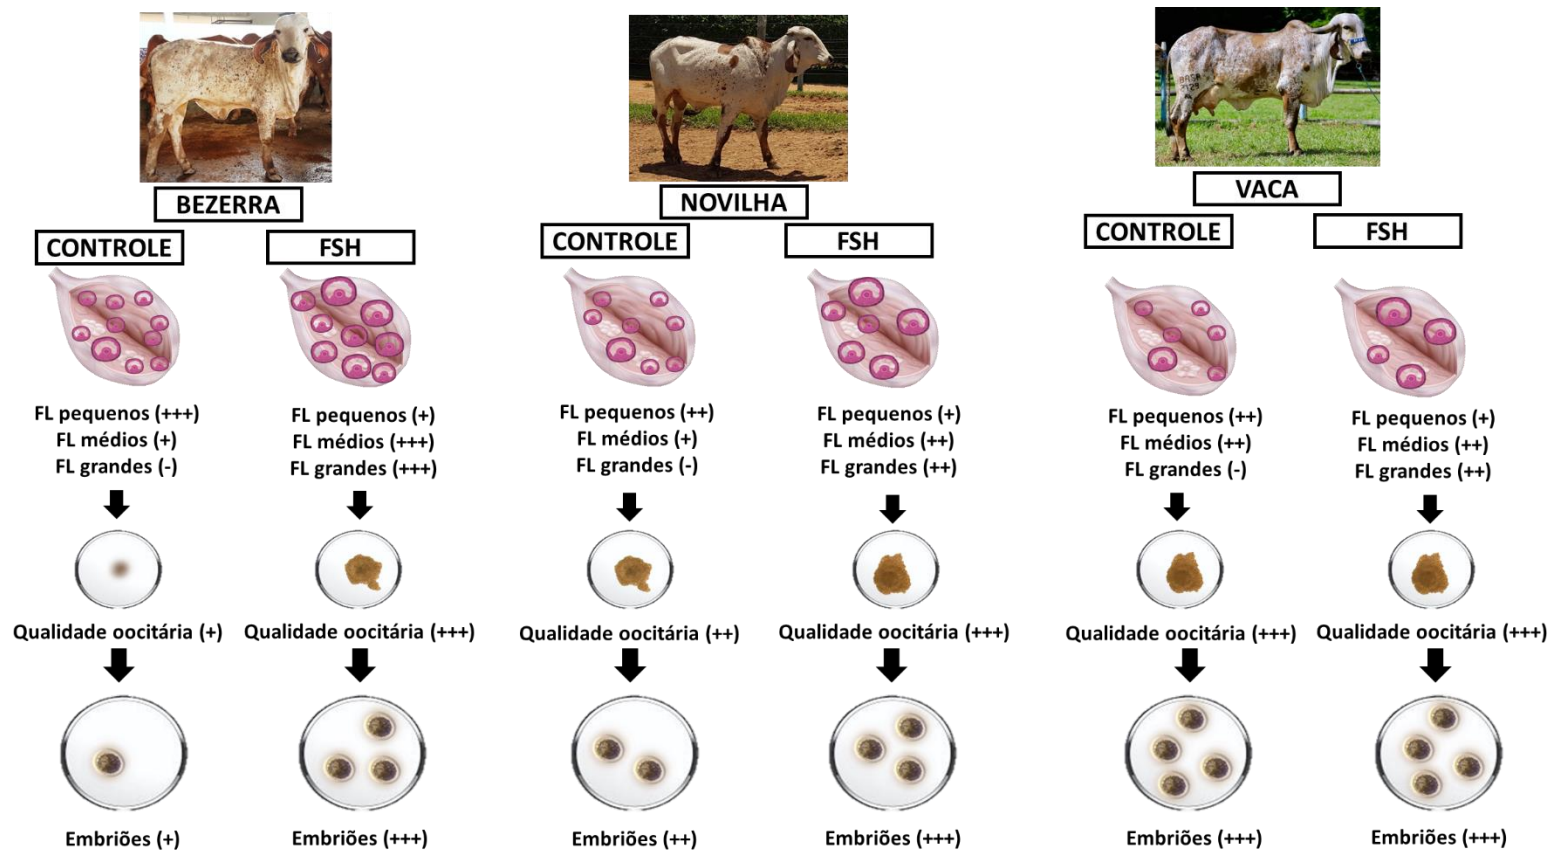 BEZERRA
CONTROLE
FL pequenos (+++)
FL médios (+)
FL grandes (-)
Qualidade oocitária (+)
Embriões (+)
FSH
FL pequenos (+)
FL médios (+++)
FL grandes (+++)
Qualidade oocitária (+++)
Embriões (+++)
NOVILHA
CONTROLE
FL pequenos (++)
FL médios (+)
FL grandes (-)
Qualidade oocitária (++)
Embriões (++)
FSH
FL pequenos (+)
FL médios (++)
FL grandes (++)
Qualidade oocitária (+++)
Embriões (+++)
VACA
CONTROLE
FL pequenos (++)
FL médios (++)
FL grandes (-)
Qualidade oocitária (+++)
Embriões (+++)
FSH
FL pequenos (+)
FL médios (++)
FL grandes (++)
Qualidade oocitária (+++)
Embriões (+++)